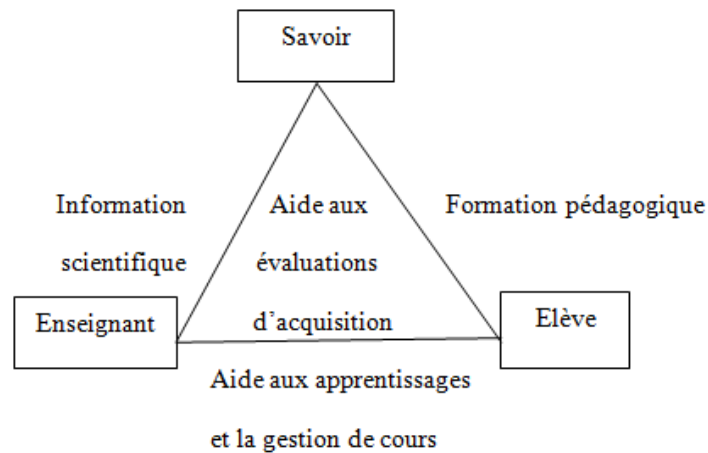 Savoir
Information
scientifique
Aide aux
évaluations
d’acquisition
Formation pédagogique
Enseignant
Elève
Aide aux apprentissages
et la gestion de cours